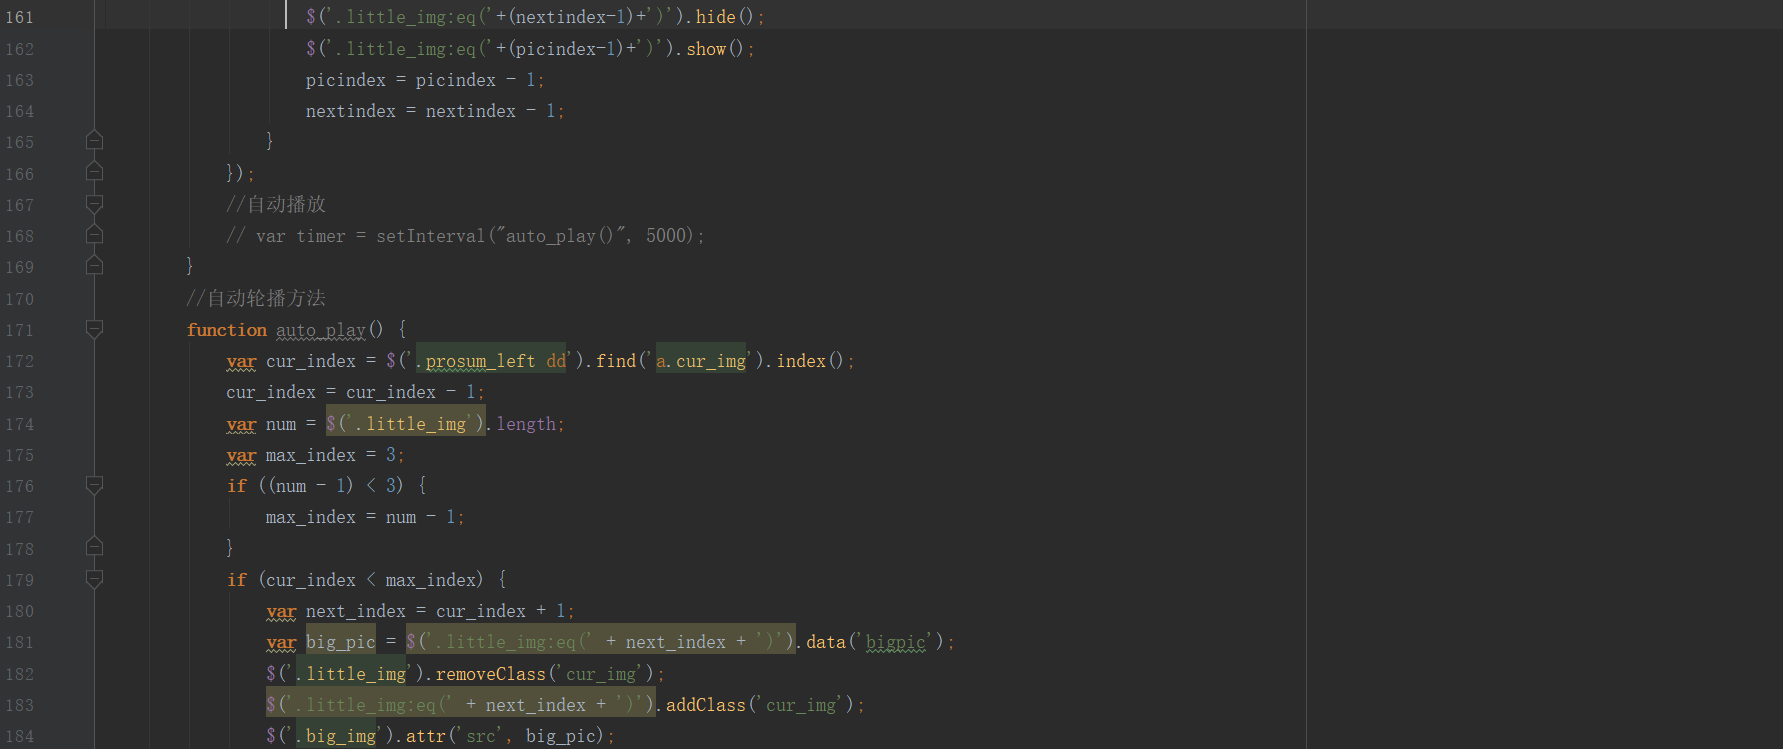 161 $('.little_img:eq('+(nextindex-1)+')').hide();
162 $('.little_img:eq('+(picindex-1)+')').show();
163 picindex = picindex - 1;
164 nextindex = nextindex - 1;
165 }
166 });
167 //自动播放
168 // var timer = setInterval("auto_play()", 5000);
169 }
170 //自动轮播方法
171 function auto_play() {
172 var cur_index = $('.prosum_left dd').find('a.cur_img').index();
173 cur_index = cur_index - 1;
174 var num = $('.little_img').length;
175 var max_index = 3;
176 if ((num - 1) < 3) {
177 max_index = num - 1;
178 }
179 if (cur_index < max_index) {
180 var next_index = cur_index + 1;
181 var big_pic = $('.little_img:eq(' + next_index + ')').data('bigpic');
182 $('.little_img').removeClass('cur_img');
183 $('.little_img:eq(' + next_index + ')').addClass('cur_img');
184 $('.big_img').attr('src', big_pic);